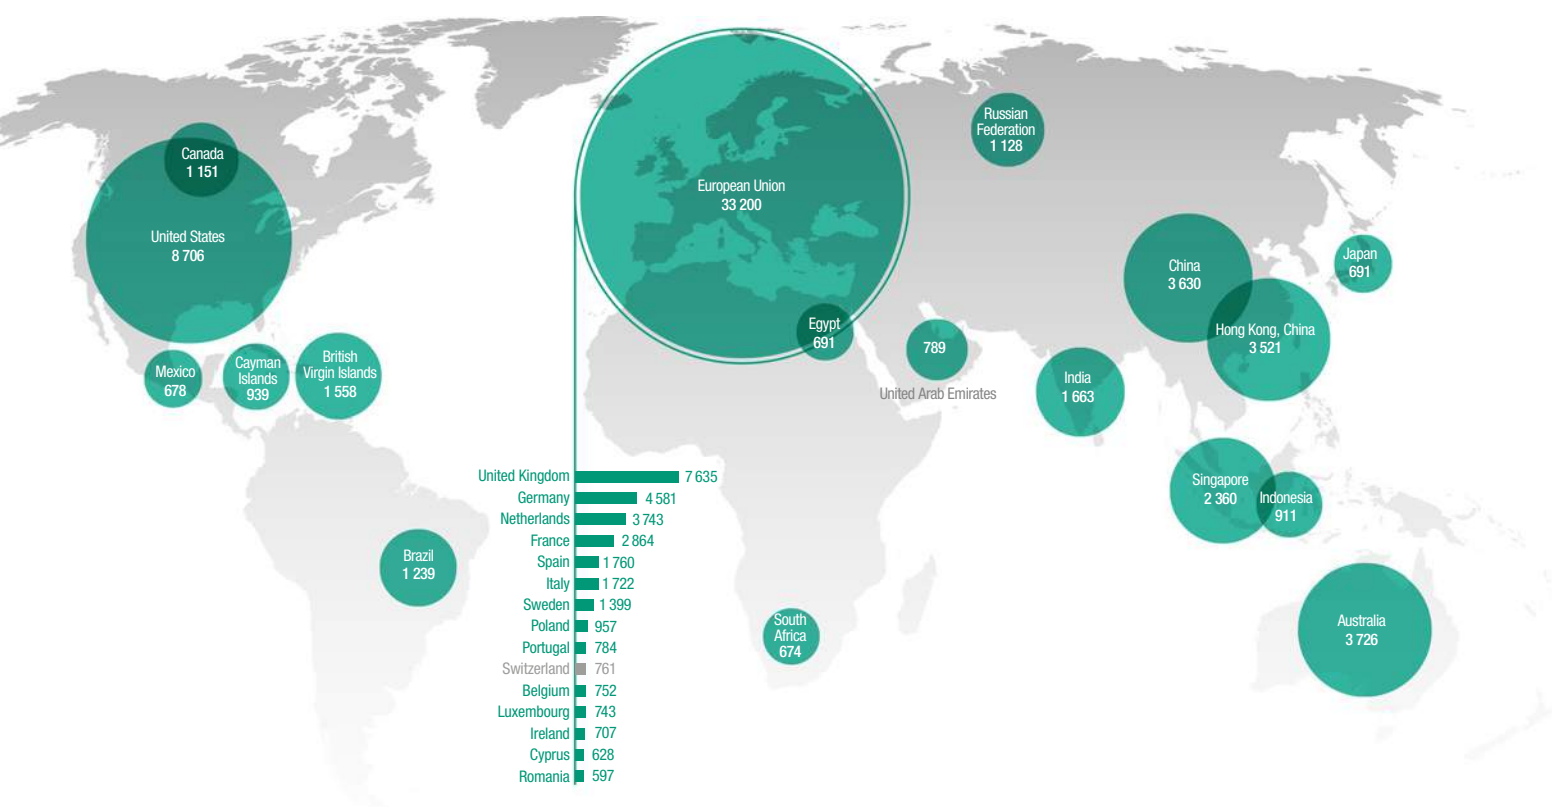 Canada
1 151
United States
8 706
Mexico
678
Cayman
Islands
939
British
Virgin Islands
1 558
Brazil
1 239
European Union
33 200
Egypt
691
United Kingdom 7 635
Germany 4 581
Netherlands 3 743
France 2 864
Spain 1 760
Italy 1 722
Sweden 1 399
Poland 957
Portugal 784
Switzerland 761
Belgium 752
Luxembourg 743
Ireland 707
Cyprus 628
Romania 597
South
Africa
674
789
United Arab Emirates
Russian
Federation
1 128
India
1 663
China
3 630
Hong Kong, China
3 521
Japan
691
Singapore
2 360
Indonesia
911
Australia
3 726